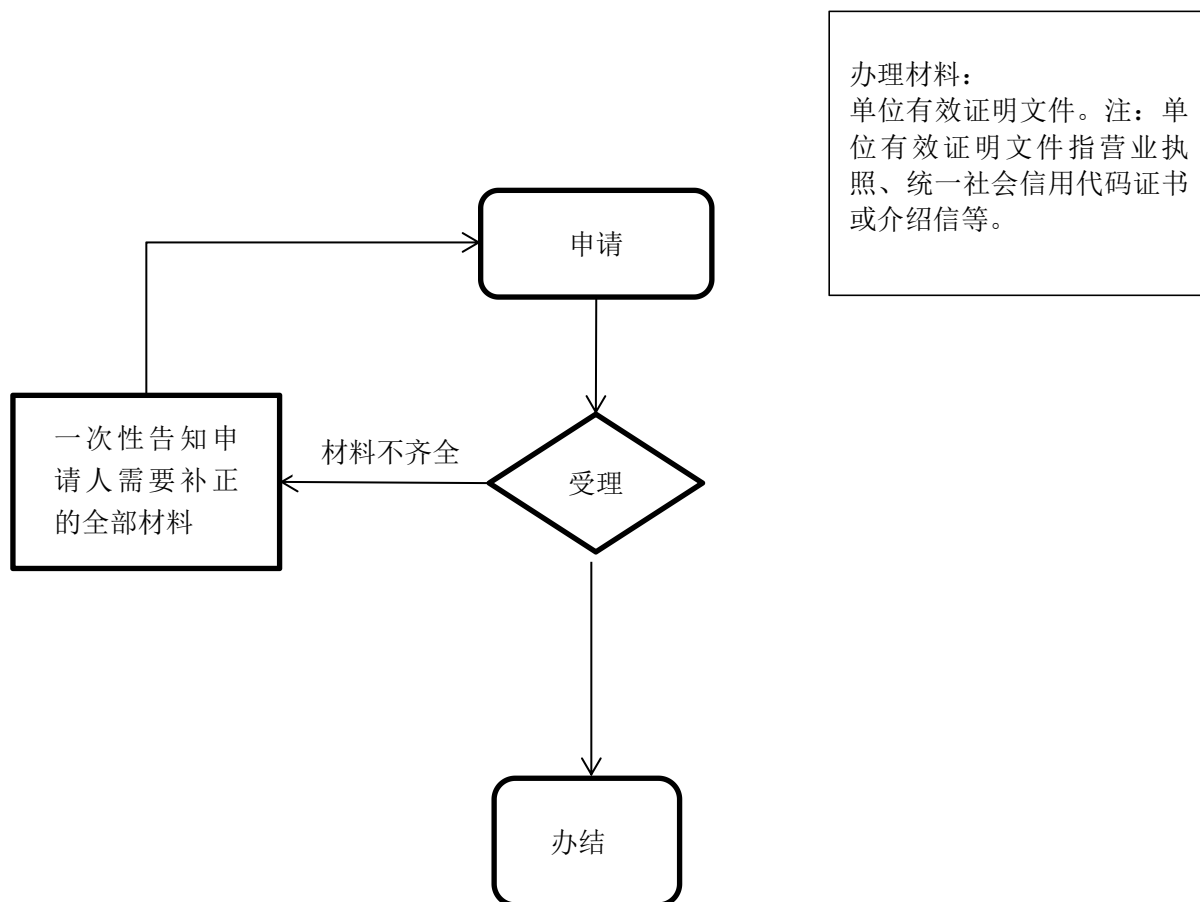 办理材料：
单位有效证明文件。注：单
位有效证明文件指营业执
照、统一社会信用代码证书
或介绍信等。
申请
一次性告知申
请人需要补正
的全部材料
材料不齐全
受理
办结